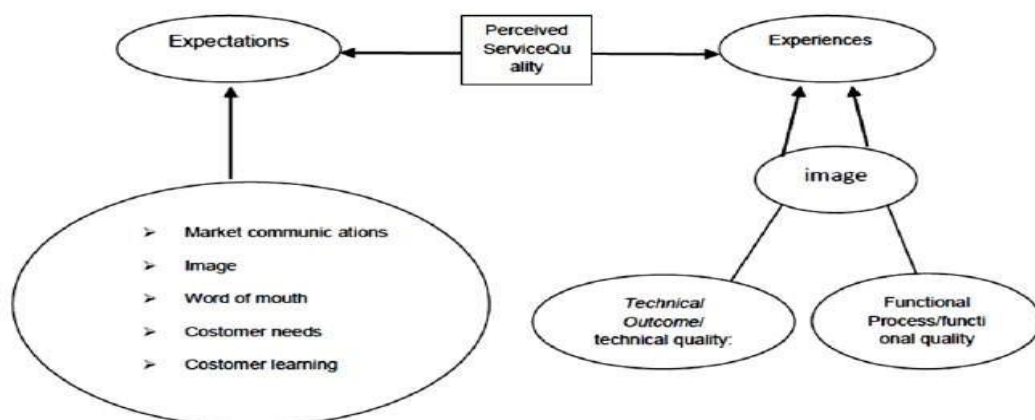 Expectations
Perceived
ServiceQu
ality
Experiences
image
➢ Market communic ations
➢ Image
➢ Word of mouth
➢ Costomer needs
➢ Costomer learning
Technical
Outcome/
technical quality:
Functional
Process/functi
onal quality